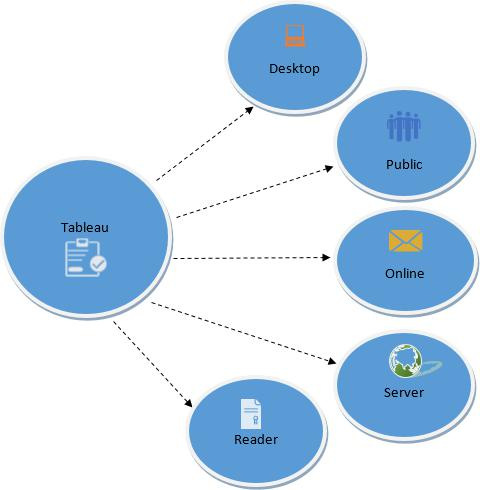 Desktop
Public
Tableau
Online
Server
Reader